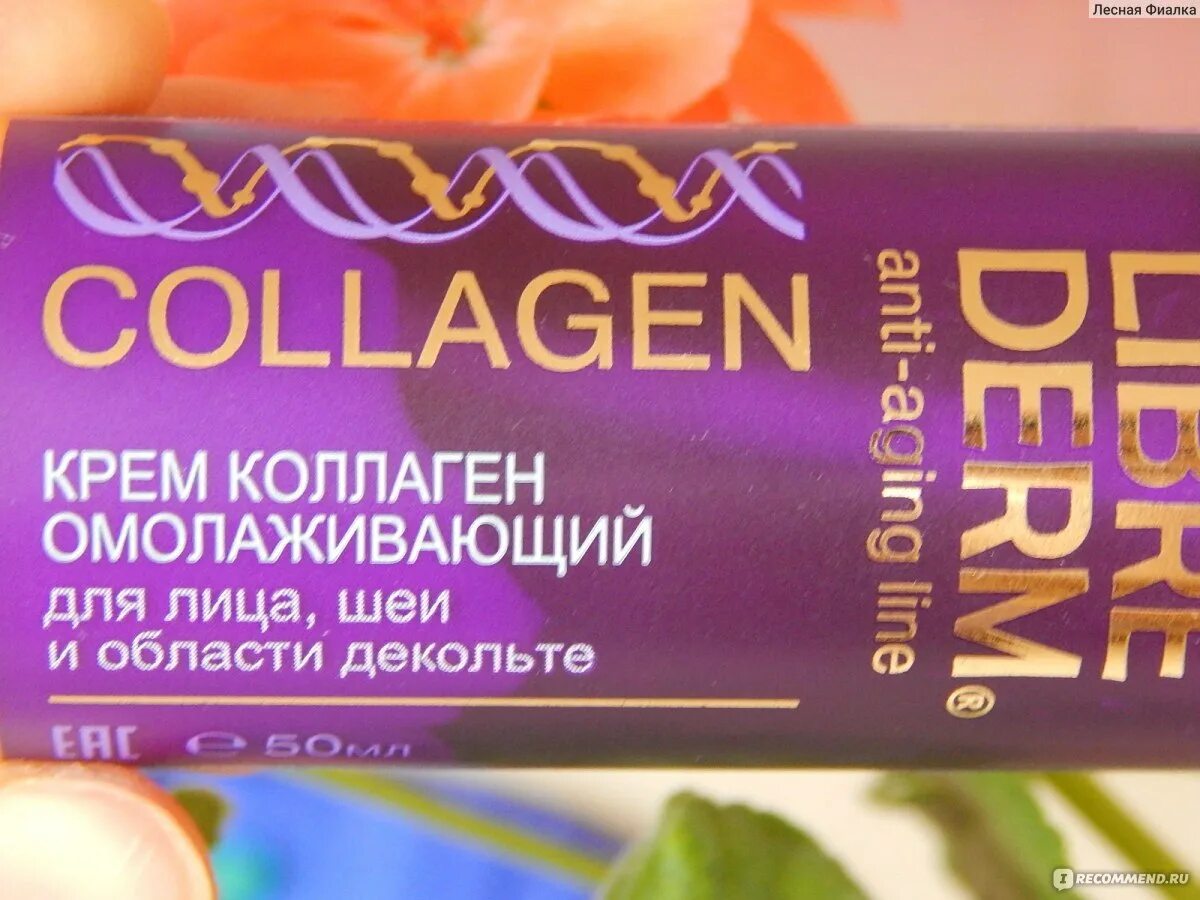 Лесная Фиалка
COLLAGEN
КРЕМ КОЛЛАГЕН
ОМОЛАЖИВАЮЩИЙ
для лица, шеи
и области декольте
EAC ℮ 50мл
LIBRE
DERM®
anti-aging line
IRECOMMEND.RU